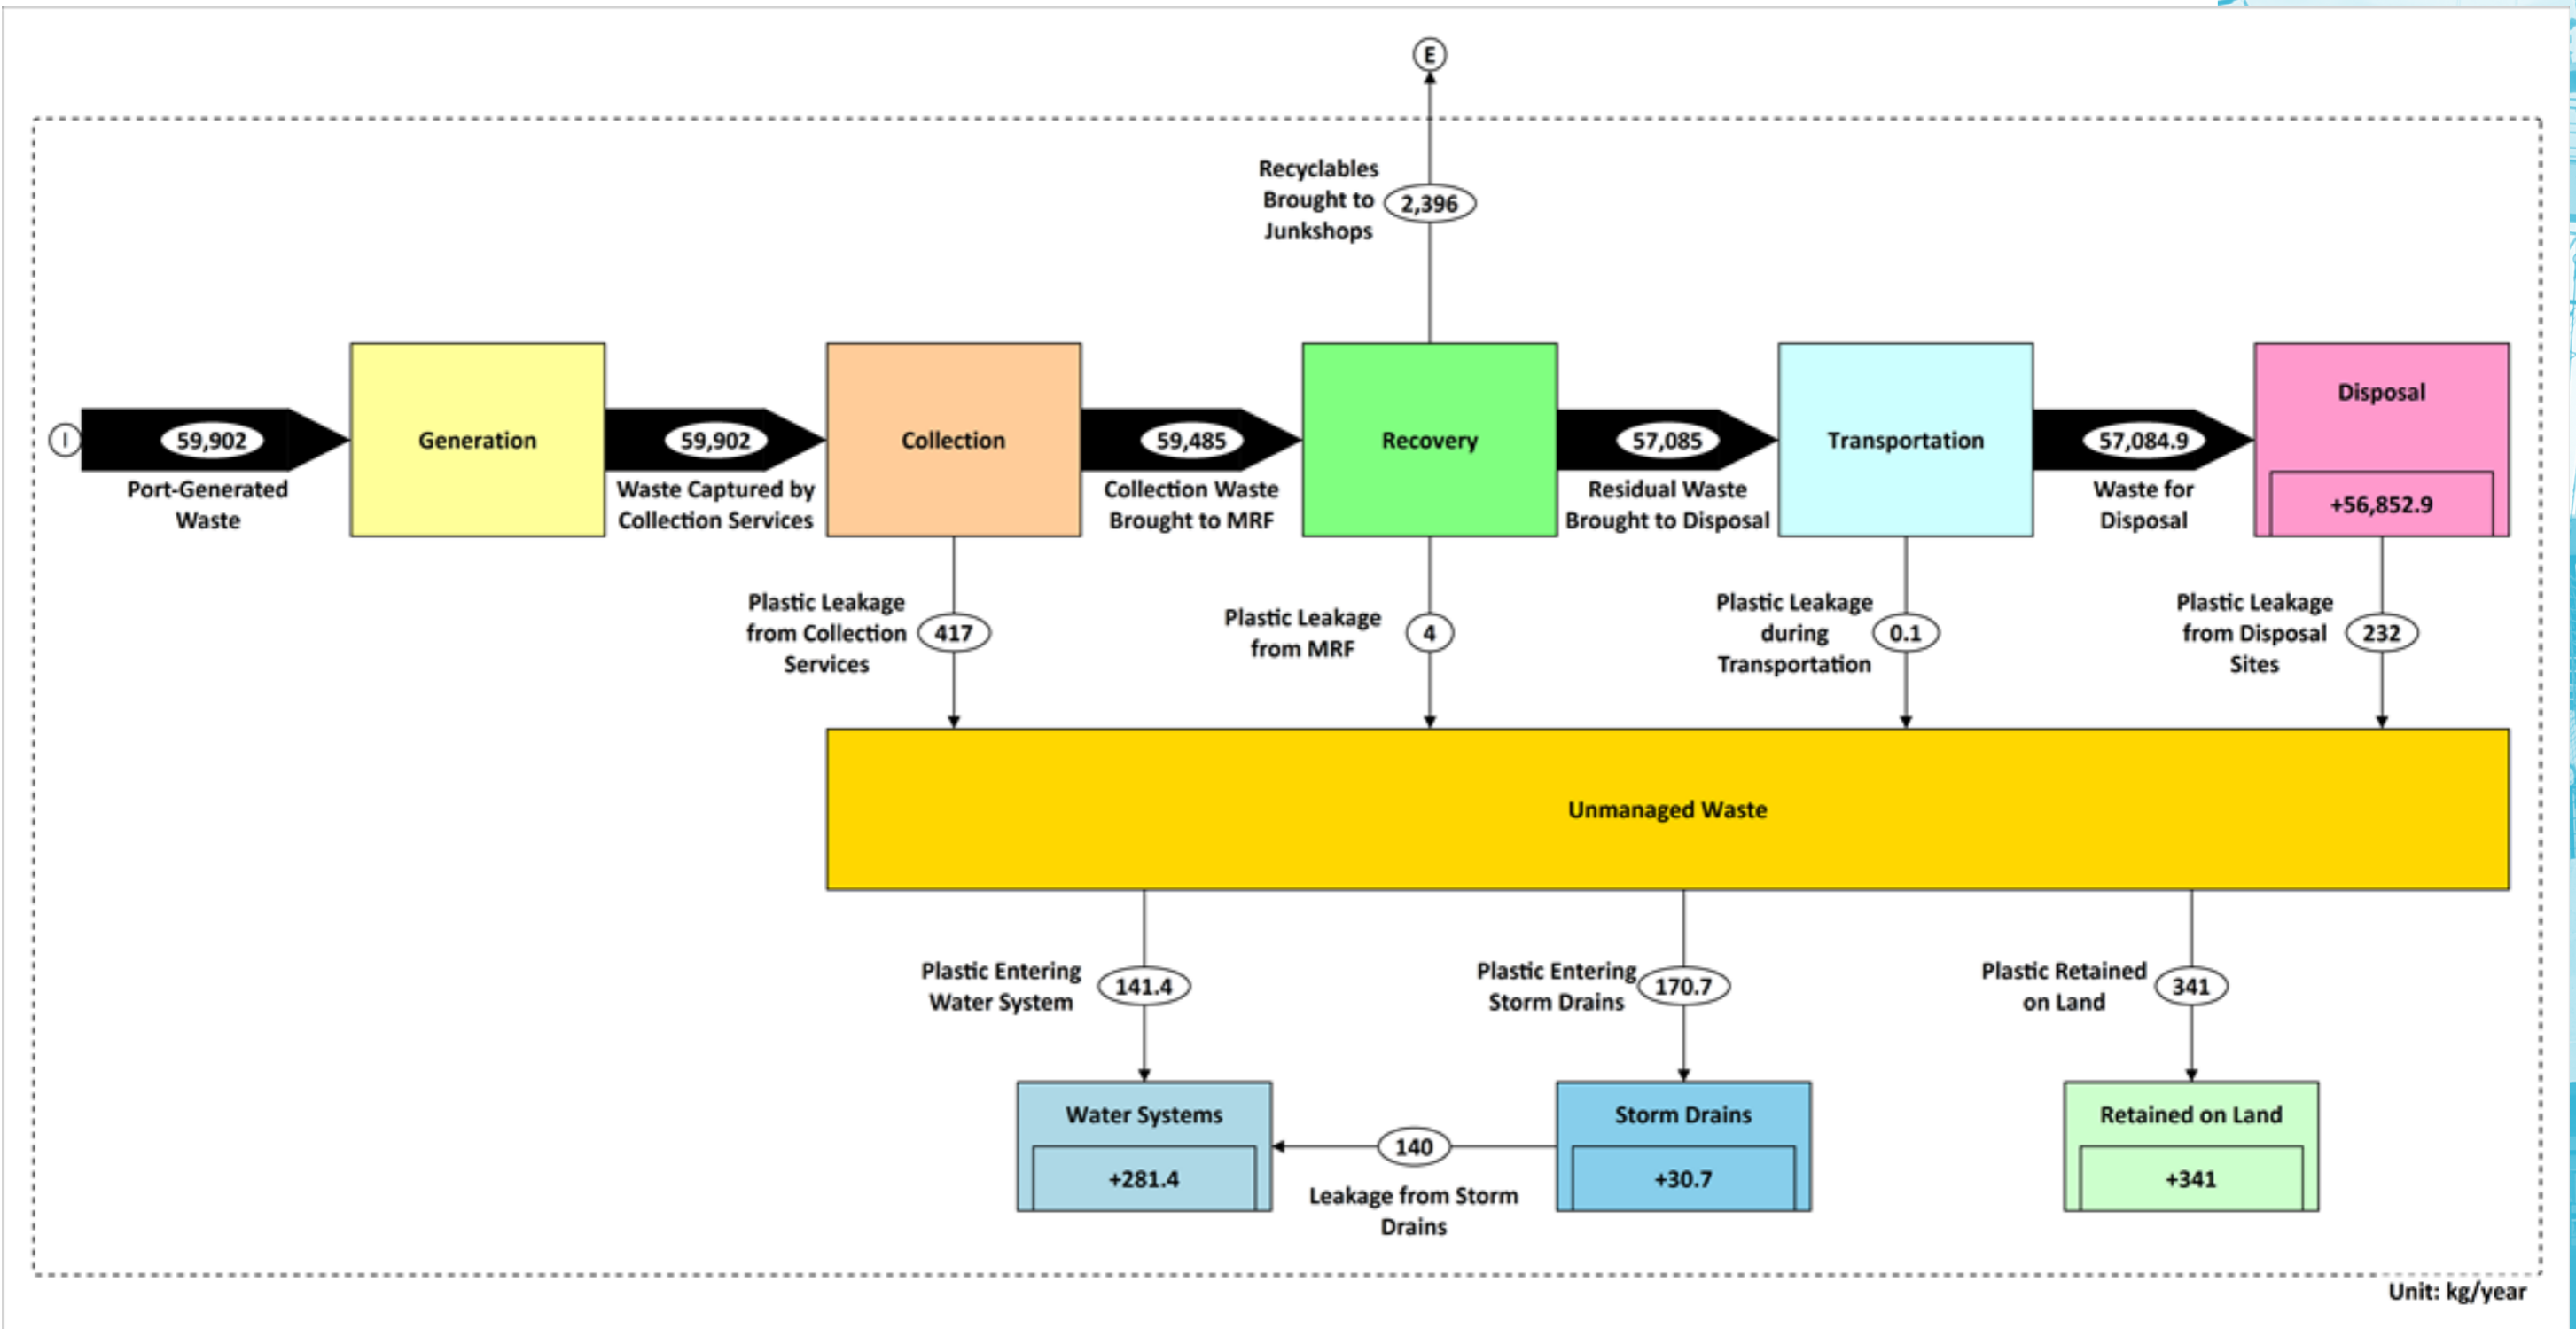 E
Recyclables
Brought to
Junkshops
2,396
I
59,902
Port-Generated
Waste
Generation
59,902
Waste Captured by
Collection Services
Collection
59,485
Collection Waste
Brought to MRF
Recovery
57,085
Residual Waste
Brought to Disposal
Transportation
57,084.9
Waste for
Disposal
Disposal
+56,852.9
Plastic Leakage
from Collection
Services
417
Plastic Leakage
from MRF
4
Plastic Leakage
during
Transportation
0.1
Plastic Leakage
from Disposal
Sites
232
Unmanaged Waste
Plastic Entering
Water System
141.4
Plastic Entering
Storm Drains
170.7
Plastic Retained
on Land
341
Water Systems
+281.4
140
Leakage from Storm
Drains
Storm Drains
+30.7
Retained on Land
+341
Unit: kg/year